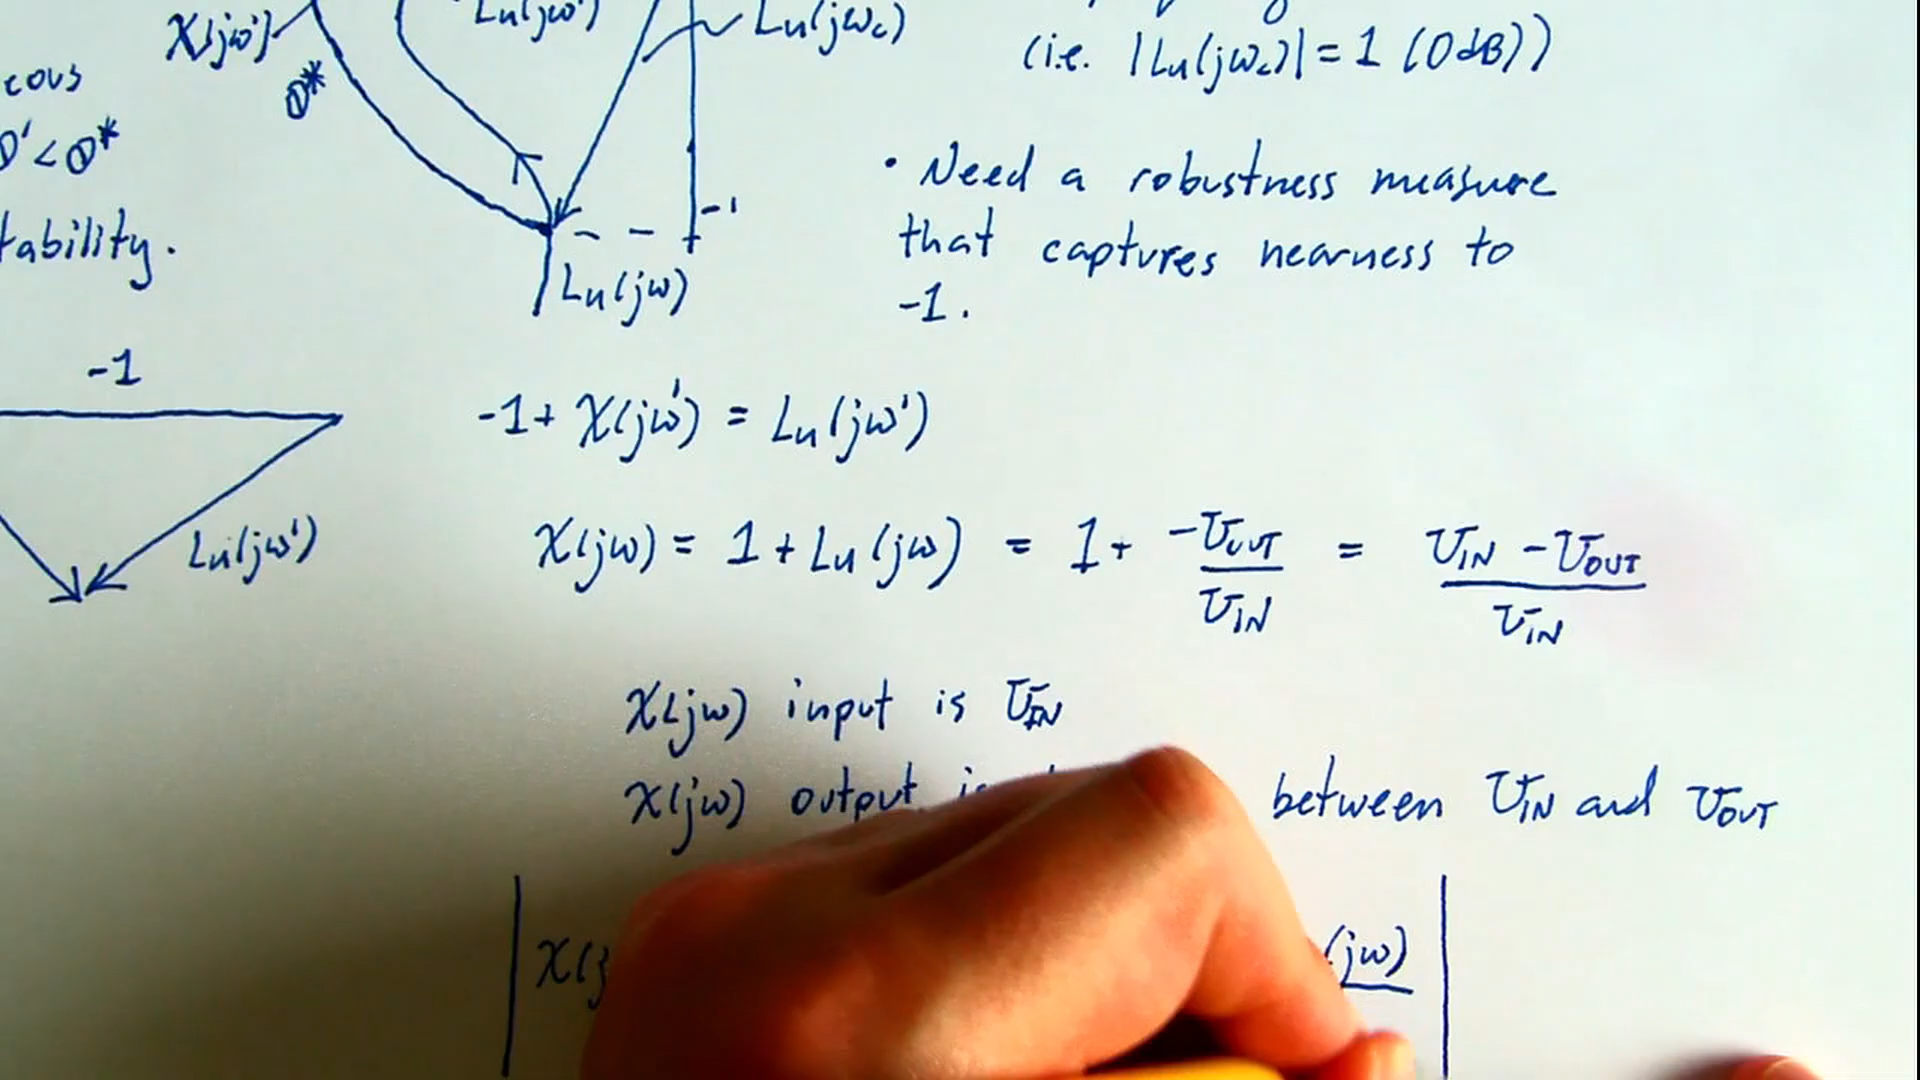 X(jω') Lu(jω') Lu(jωc)
(i.e. |Lu(jωc)| = 1 (0dB))
Φ*
Φ' < Φ*
• Need a robustness measure
that captures nearness to
-1.
-1
Lu(jω)
-1
-1 + X(jω') = Lu(jω')
Lu(jω')
X(jω) = 1 + Lu(jω) = 1 + -VOUT / VIN = VIN - VOUT / VIN
X(jω) input is VIN
X(jω) output between VIN and VOUT
X(j (jω)